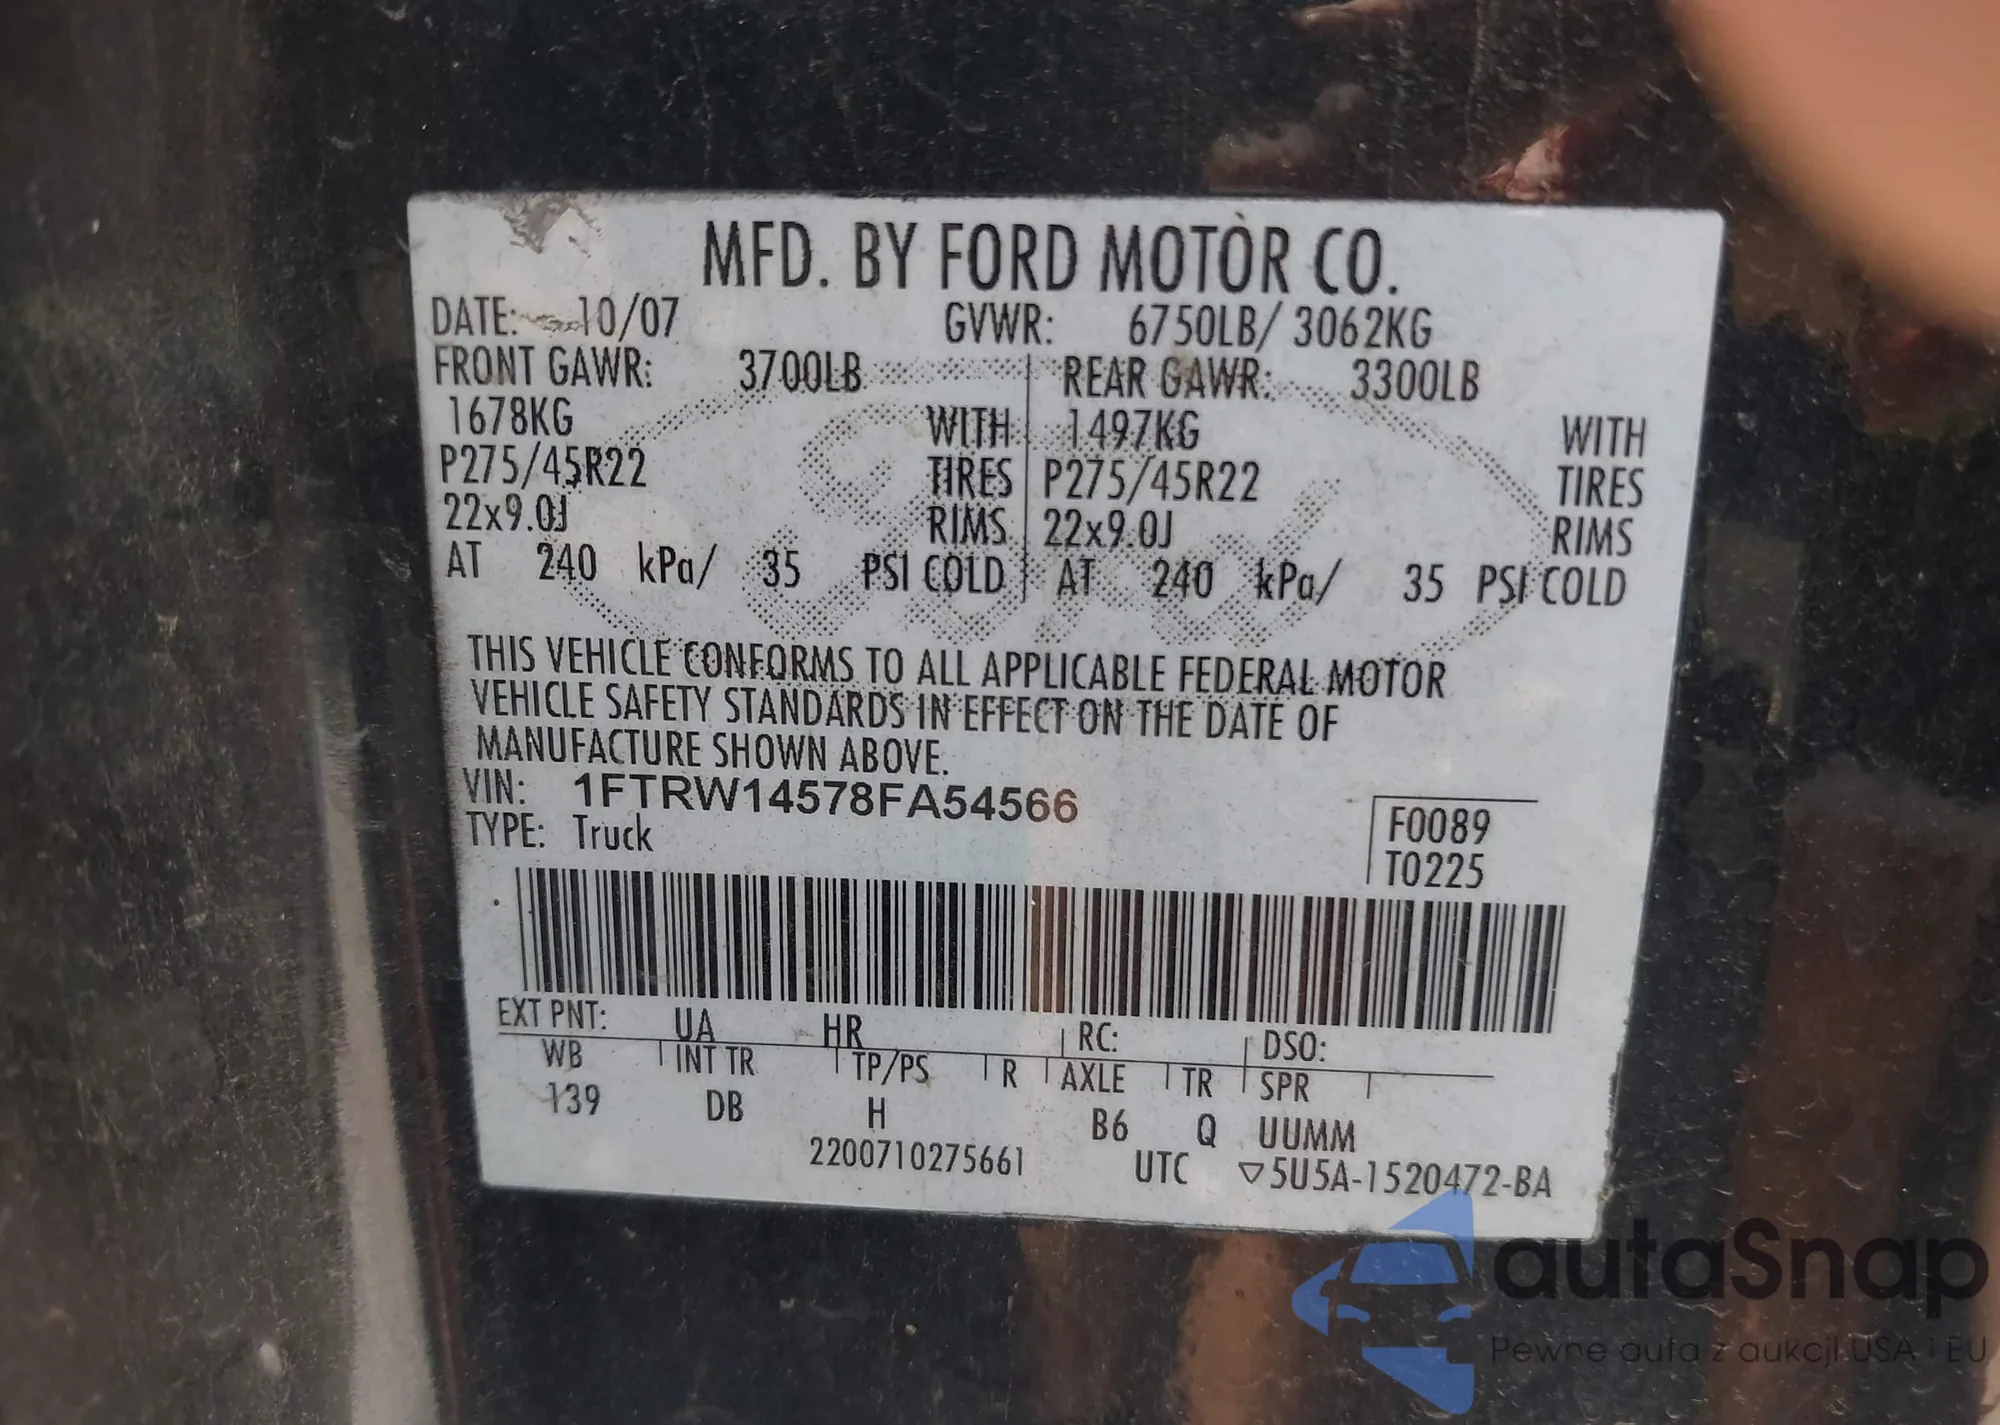 MFD. BY FORD MOTOR CO.
DATE: 10/07 GVWR: 6750LB/ 3062KG
FRONT GAWR: 3700LB REAR GAWR: 3300LB
1678KG WITH 1497KG WITH
P275/45R22 TIRES P275/45R22 TIRES
22x9.0J RIMS 22x9.0J RIMS
AT 240 kPa/ 35 PSI COLD AT 240 kPa/ 35 PSI COLD
THIS VEHICLE CONFORMS TO ALL APPLICABLE FEDERAL MOTOR
VEHICLE SAFETY STANDARDS IN EFFECT ON THE DATE OF
MANUFACTURE SHOWN ABOVE.
VIN: 1FTRW14578FA54566
TYPE: Truck
F0089
T0225
EXT PNT: UA HR RC: DSO:
WB INT TR TP/PS R AXLE TR SPR
139 DB H B6 Q UUMM
2200710275661 UTC ▽5U5A-1520472-BA
autaSnap
Pewne auta z aukcji USA i EU